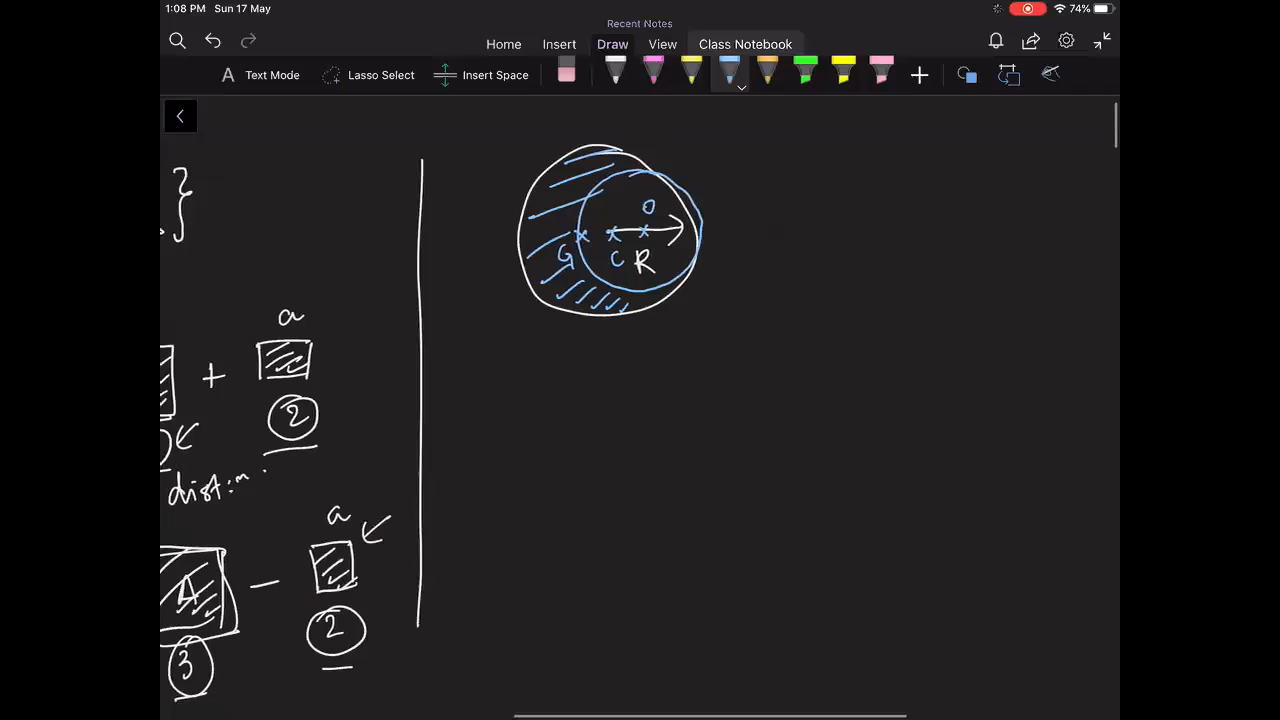 1:08 PM Sun 17 May
74%
Recent Notes
Home Insert Draw View Class Notebook
Text Mode Lasso Select Insert Space
}
a
+
2
dist:n
A
3
-
a
2
O
G C R